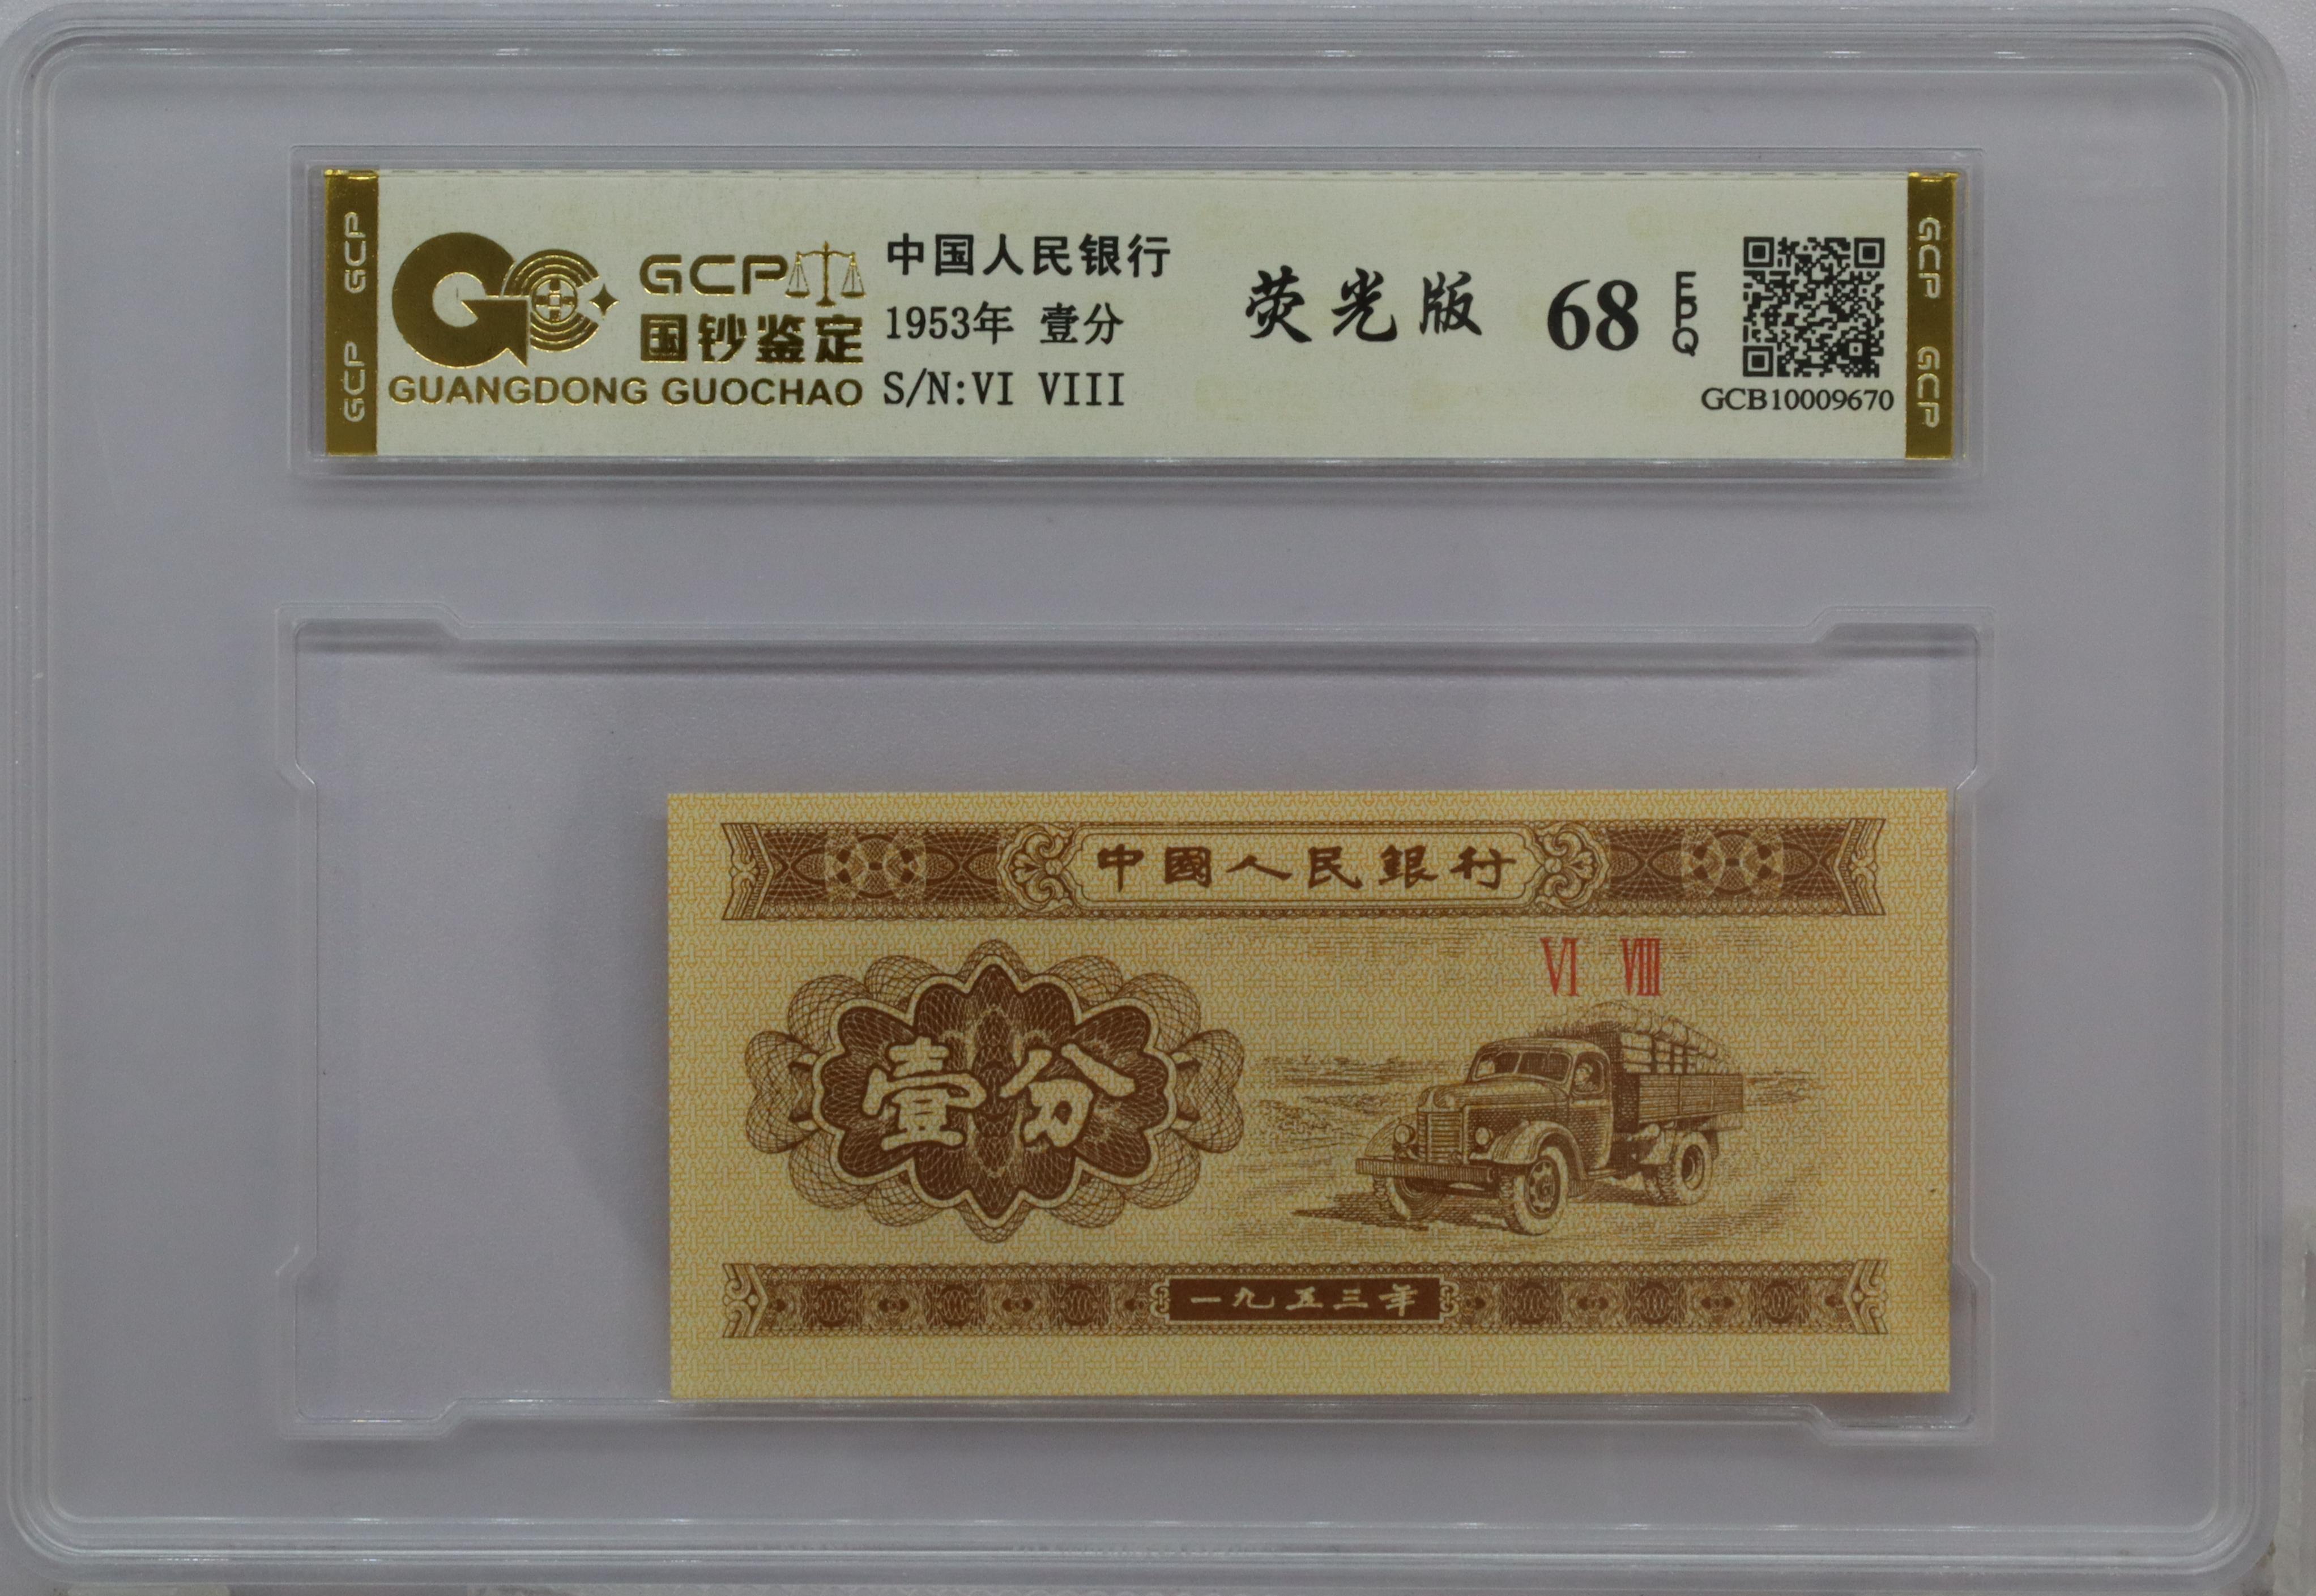 GCP GCP
GCP
国钞鉴定
GUANGDONG GUOCHAO
中国人民银行
1953年 壹分
S/N:VI VIII
荧光版
68
EPQ
GCB10009670
GCP GCP
中國人民銀行
VI VIII
壹分
一九五三年